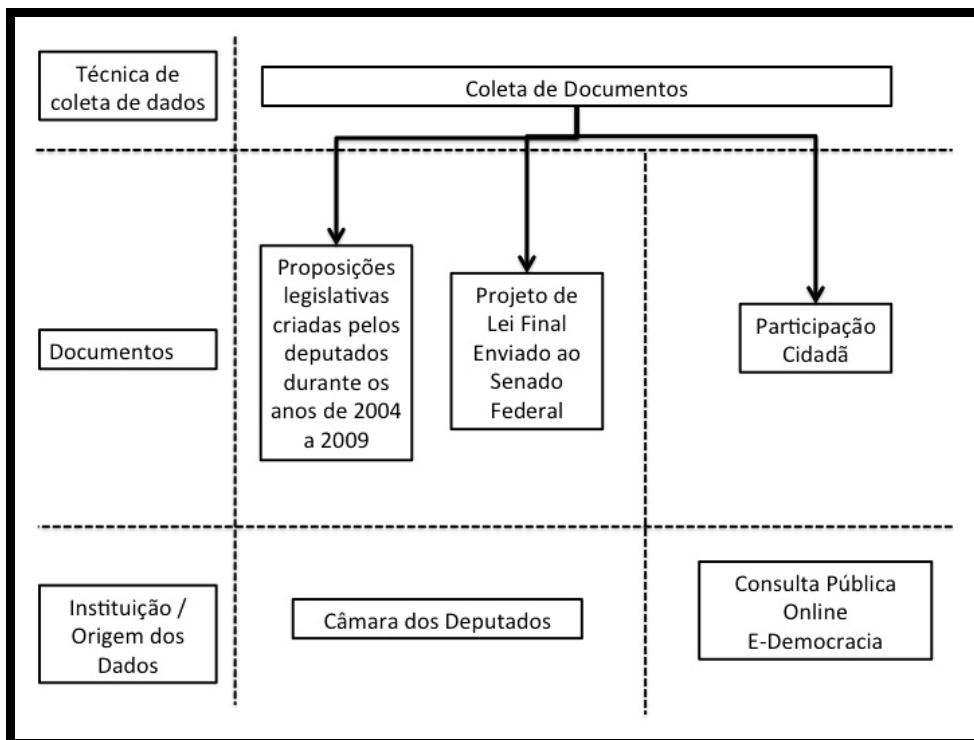 Técnica de
coleta de dados
Coleta de Documentos
Documentos
Proposições
legislativas
criadas pelos
deputados
durante os
anos de 2004
a 2009
Projeto de
Lei Final
Enviado ao
Senado
Federal
Participação
Cidadã
Instituição /
Origem dos
Dados
Câmara dos Deputados
Consulta Pública
Online
E-Democracia